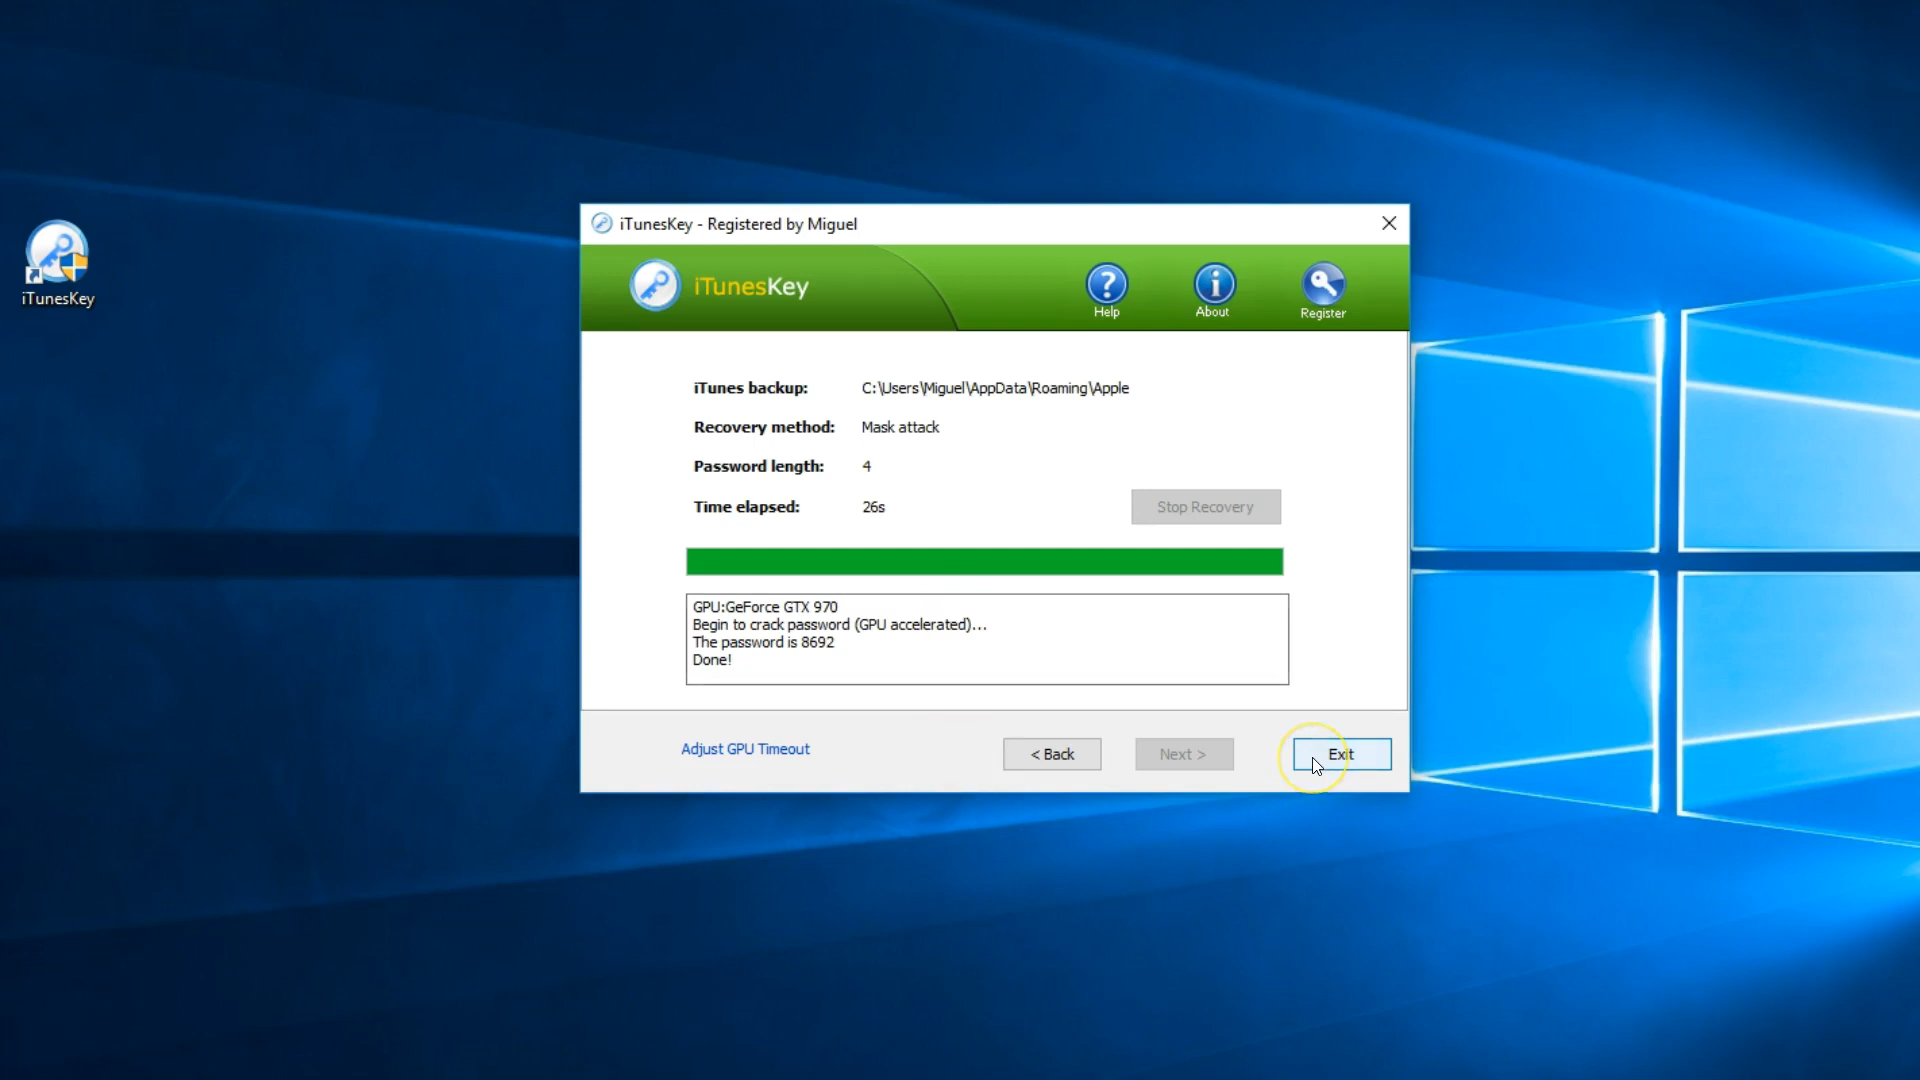 iTunesKey
iTunesKey - Registered by Miguel
iTunesKey
Help
About
Register
iTunes backup: C:\Users\Miguel\AppData\Roaming\Apple
Recovery method: Mask attack
Password length: 4
Time elapsed: 26s
Stop Recovery
GPU:GeForce GTX 970
Begin to crack password (GPU accelerated)...
The password is 8692
Done!
Adjust GPU Timeout
< Back
Next >
Exit